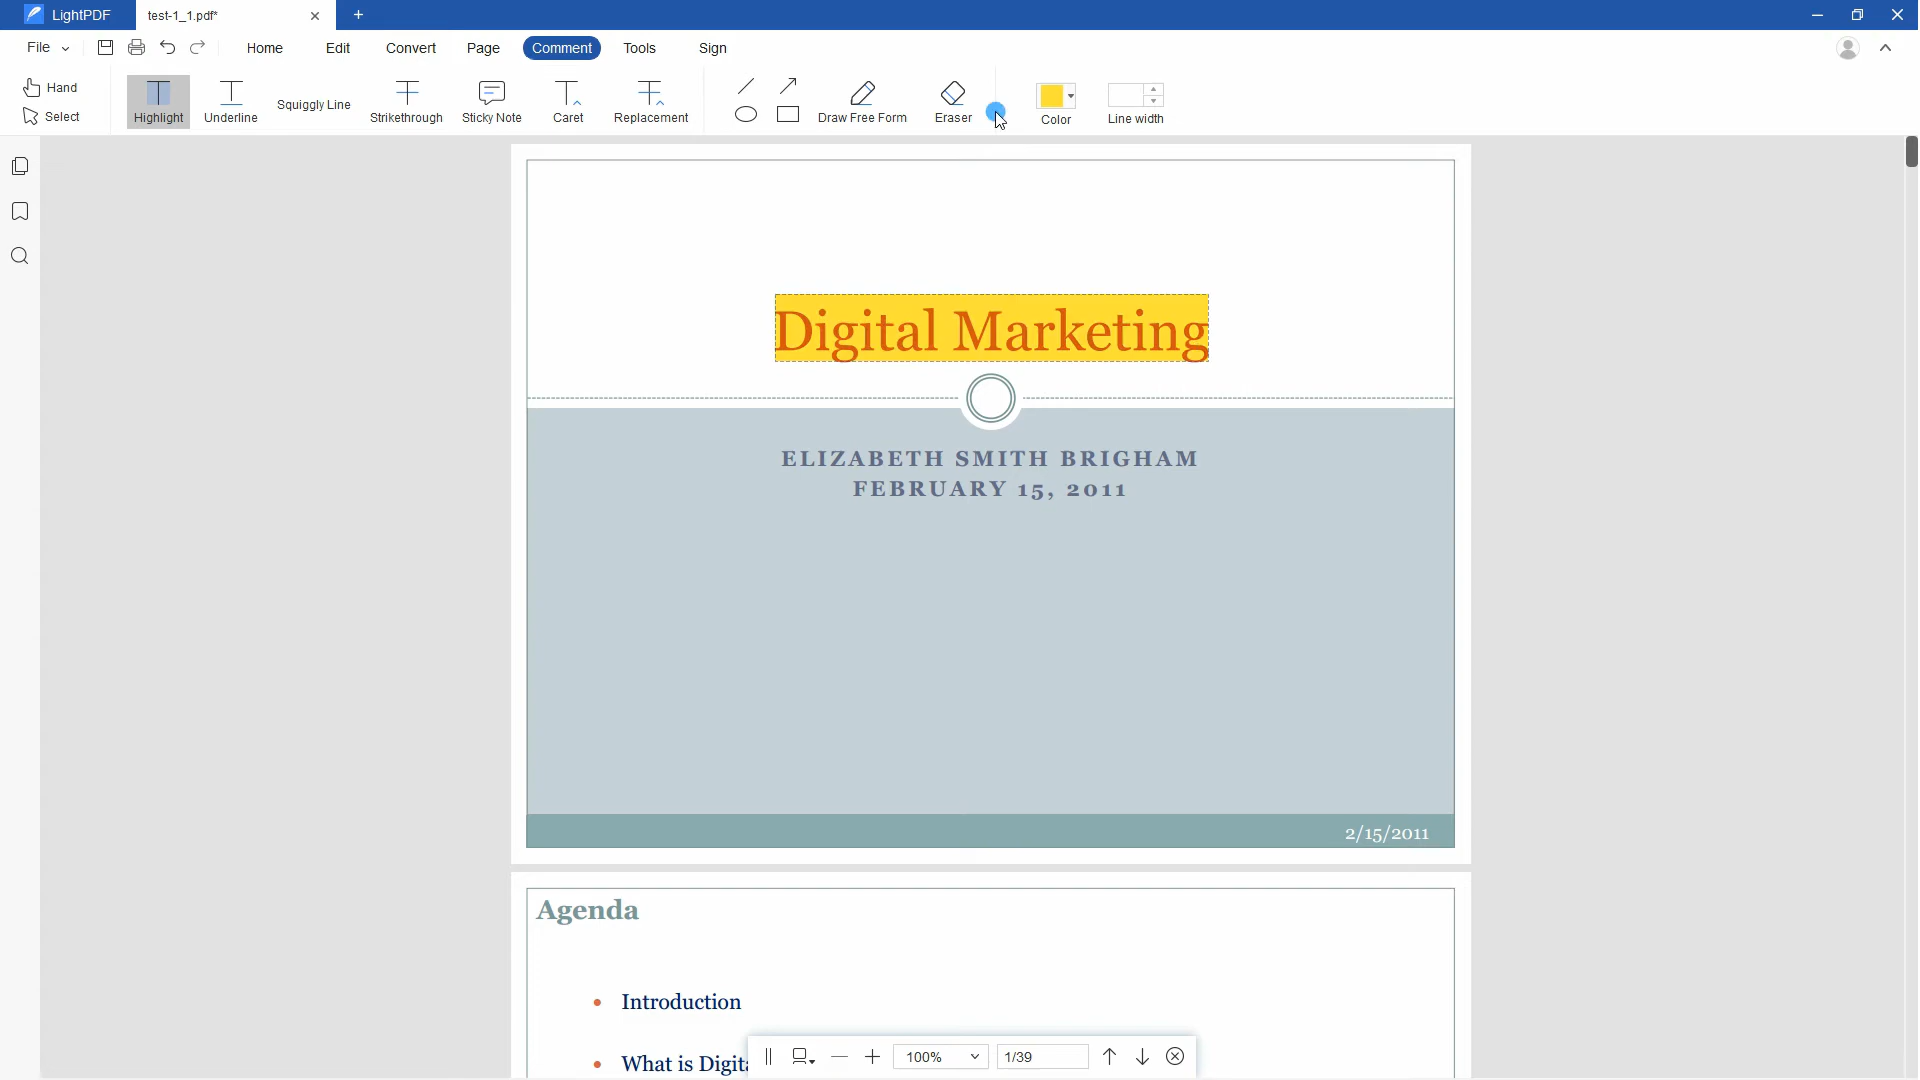 LightPDF
test-1_1.pdf*
File
Home
Edit
Convert
Page
Comment
Tools
Sign
Hand
Select
Highlight
Underline
Squiggly Line
Strikethrough
Sticky Note
Caret
Replacement
Draw Free Form
Eraser
Color
Line width
Digital Marketing
ELIZABETH SMITH BRIGHAM
FEBRUARY 15, 2011
2/15/2011
Agenda
• Introduction
• What is Digita
100%
1/39